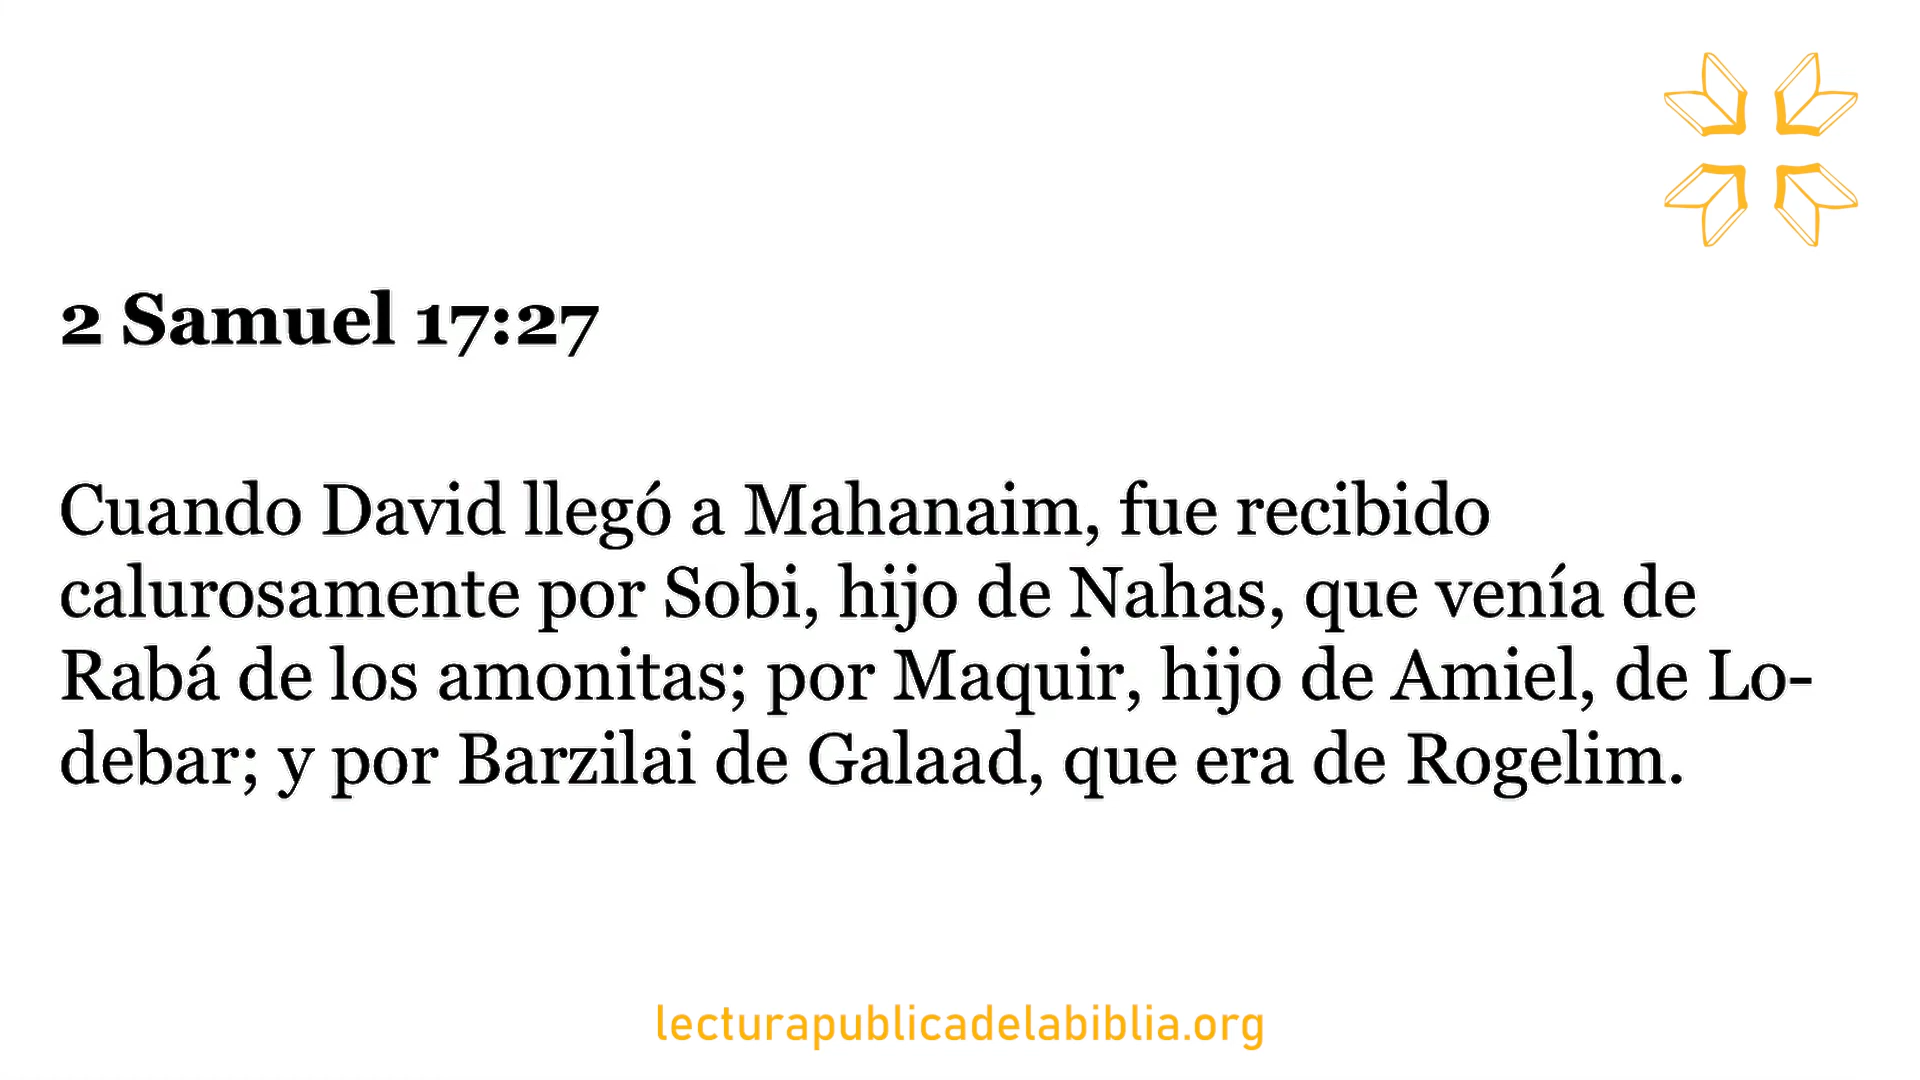 2 Samuel 17:27
Cuando David llegó a Mahanaim, fue recibido
calurosamente por Sobi, hijo de Nahas, que venía de
Rabá de los amonitas; por Maquir, hijo de Amiel, de Lo-
debar; y por Barzilai de Galaad, que era de Rogelim.
lecturapublicadelabiblia.org